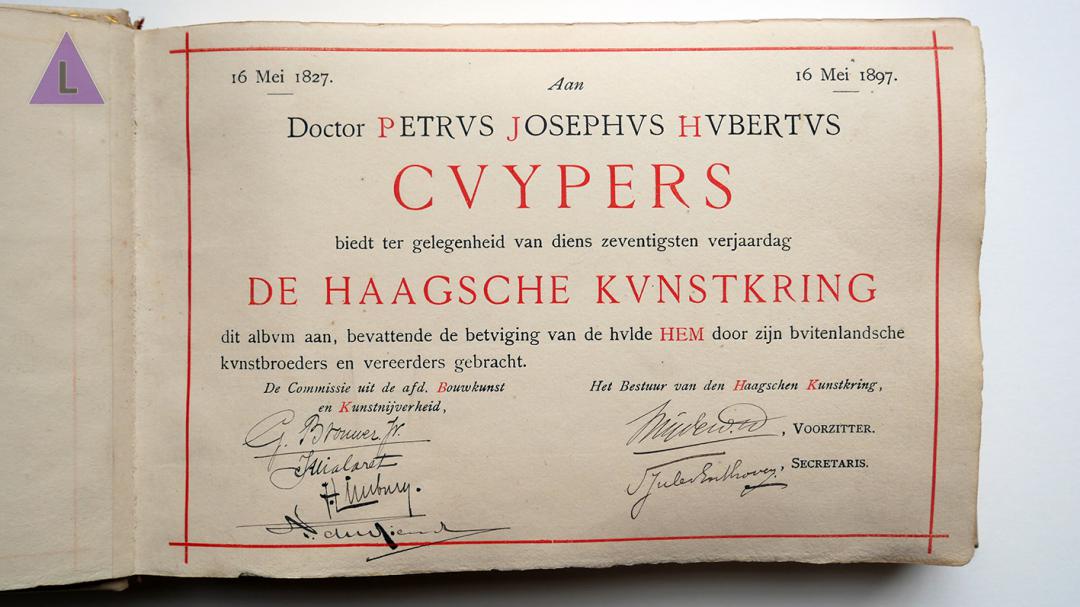 L
16 Mei 1827.
16 Mei 1897.
Aan
Doctor PETRVS JOSEPHVS HVBERTVS
CVYPERS
biedt ter gelegenheid van diens zeventigsten verjaardag
DE HAAGSCHE KVNSTKRING
dit albvm aan, bevattende de betviging van de hvlde HEM door zijn bvitenlandsche
kvnstbroeders en vereerders gebracht.
De Commissie uit de afd. Bouwkunst
en Kunstnijverheid,
Het Bestuur van den Haagschen Kunstkring,
G. Brouwer Jr.
H. Limburg.
, VOORZITTER.
, SECRETARIS.